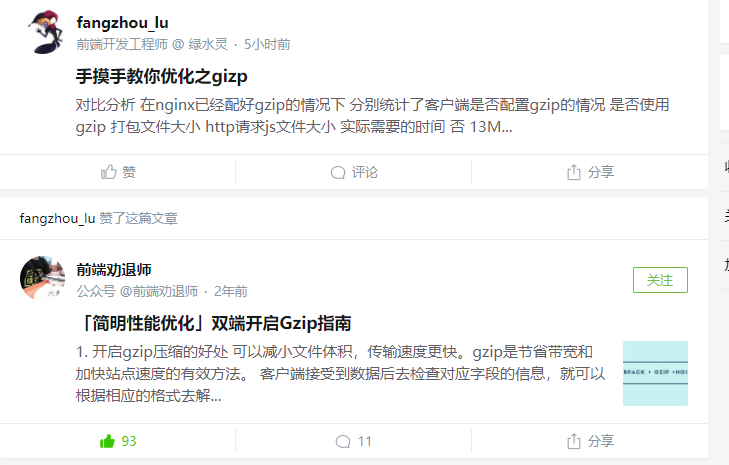 fangzhou_lu
前端开发工程师 @ 绿水灵 · 5小时前
手摸手教你优化之gizp
对比分析 在nginx已经配好gzip的情况下 分别统计了客户端是否配置gzip的情况 是否使用
gzip 打包文件大小 http请求js文件大小 实际需要的时间 否 13M...
赞 评论 分享
fangzhou_lu 赞了这篇文章
前端劝退师
公众号 @前端劝退师 · 2年前
关注
「简明性能优化」双端开启Gzip指南
1. 开启gzip压缩的好处 可以减小文件体积，传输速度更快。gzip是节省带宽和
加快站点速度的有效方法。 客户端接受到数据后去检查对应字段的信息，就可以
根据相应的格式去解...
93 11 分享